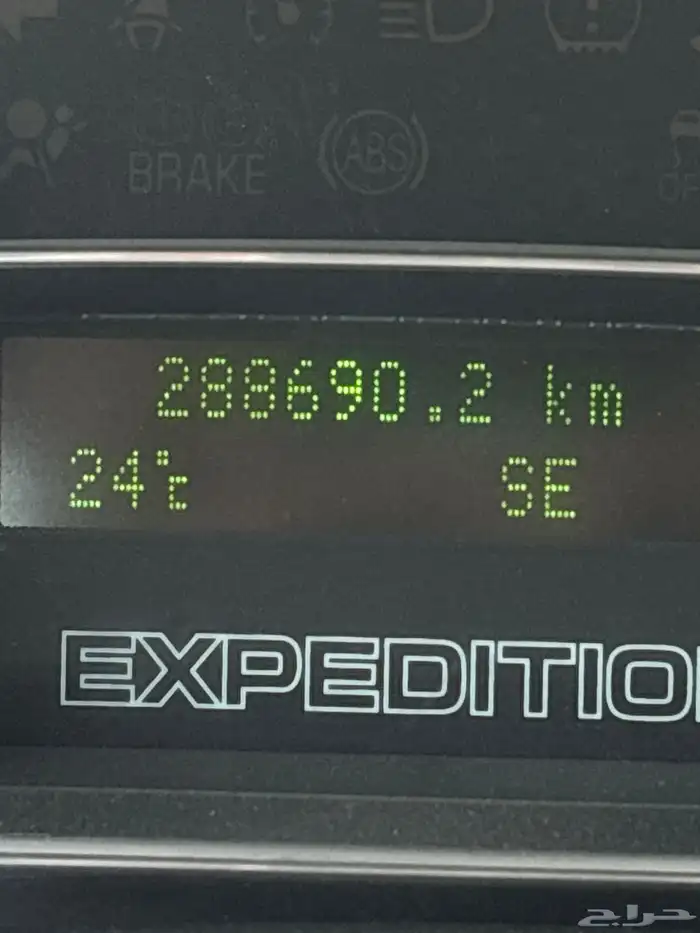 BRAKE
ABS
288690.2 km
24°C
SE
EXPEDITIO
حراج